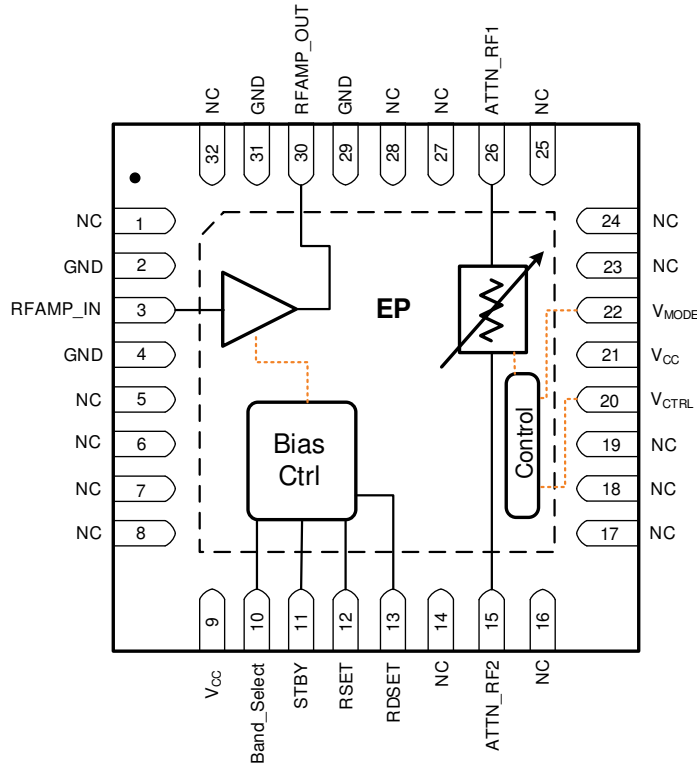 NC
GND
RFAMP_OUT
GND
NC
NC
ATTN_RF1
NC
32
31
30
29
28
27
26
25
NC 1
GND 2
RFAMP_IN 3
GND 4
NC 5
NC 6
NC 7
NC 8
EP
Bias
Ctrl
Control
24 NC
23 NC
22 VMODE
21 VCC
20 VCTRL
19 NC
18 NC
17 NC
9
10
11
12
13
14
15
16
VCC
Band_Select
STBY
RSET
RDSET
NC
ATTN_RF2
NC